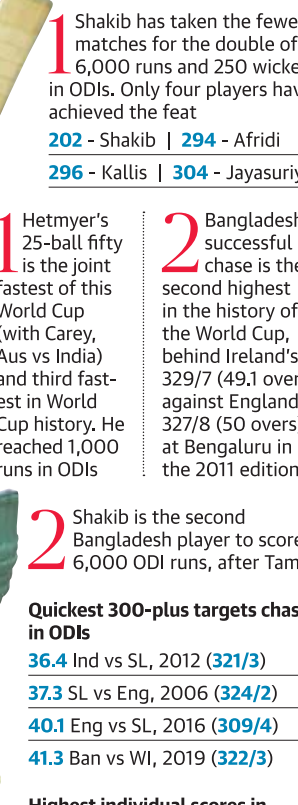 1 Shakib has taken the
matches for the double of
6,000 runs and 250
in ODIs. Only four players
achieved the feat
202 - Shakib | 294 - Afridi
296 - Kallis | 304 -
1 Hetmyer's
25-ball fifty
is the joint
fastest of this
World Cup
(with Carey,
Aus vs India)
and third fast-
est in World
Cup history. He
reached 1,000
runs in ODIs
2 Bangladesh
successful
chase is the
second highest
in the history of
the World Cup,
behind Ireland's
329/7 (49.1
against England
327/8 (50 overs)
at Bengaluru in
the 2011 edition
2 Shakib is the second
Bangladesh player to score
6,000 ODI runs, after
Quickest 300-plus targets
in ODIs
36.4 Ind vs SL, 2012 (321/3)
37.3 SL vs Eng, 2006 (324/2)
40.1 Eng vs SL, 2016 (309/4)
41.3 Ban vs WI, 2019 (322/3)
Highest individual scores in